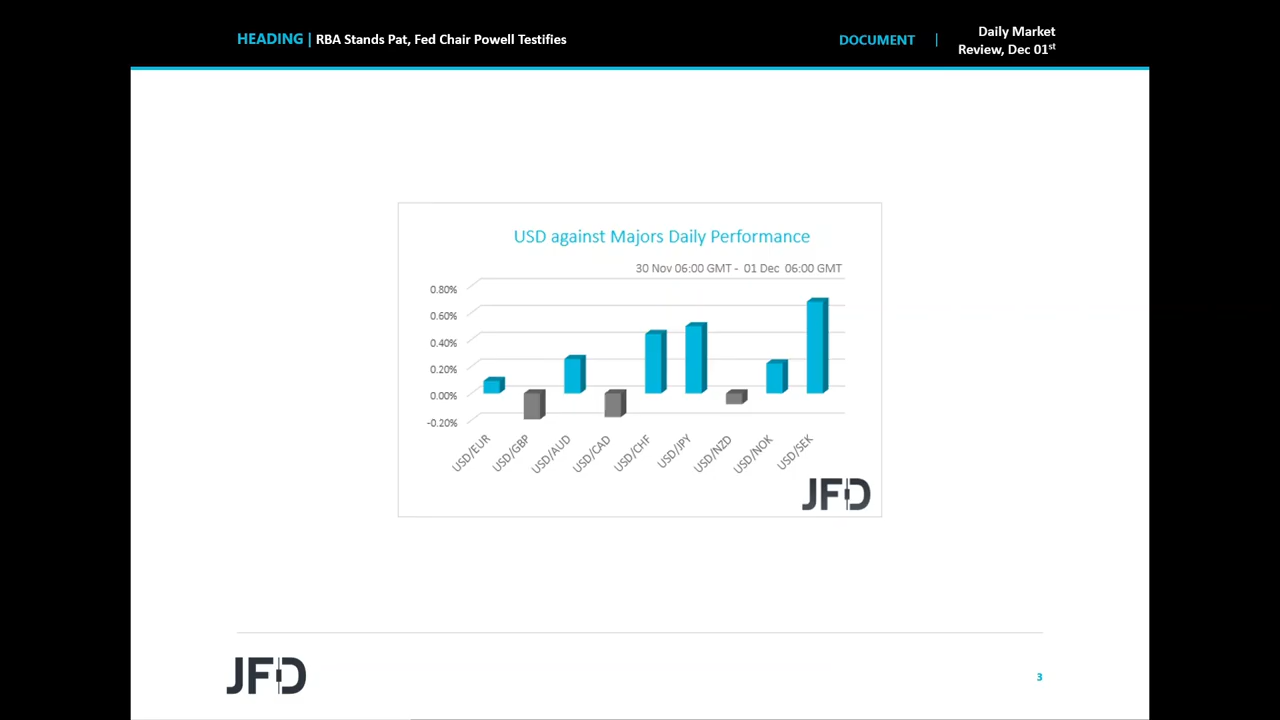 HEADING | RBA Stands Pat, Fed Chair Powell Testifies
DOCUMENT | Daily Market
Review, Dec 01st
USD against Majors Daily Performance
30 Nov 06:00 GMT - 01 Dec 06:00 GMT
0.80%
0.60%
0.40%
0.20%
0.00%
-0.20%
USD/EUR
USD/GBP
USD/AUD
USD/CAD
USD/CHF
USD/JPY
USD/NZD
USD/NOK
USD/SEK
JFD
JFD
3